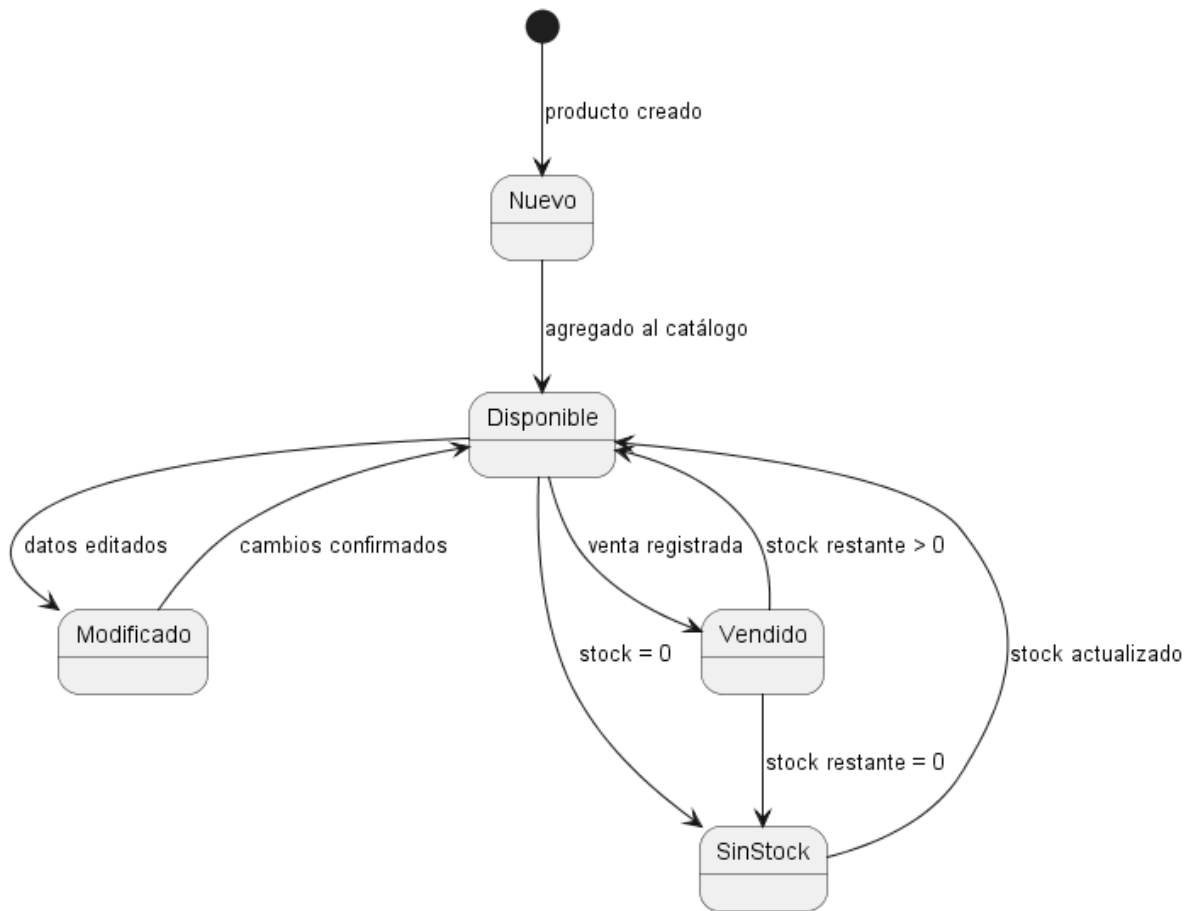 producto creado
Nuevo
agregado al catálogo
Disponible
datos editados
cambios confirmados
venta registrada
stock restante > 0
Modificado
stock = 0
Vendido
stock actualizado
stock restante = 0
SinStock